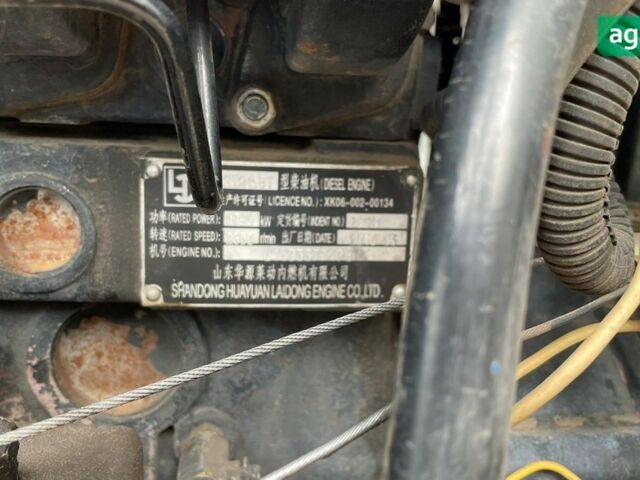 ag
LJ 型柴油机(DIESEL ENGINE)
产许可证号 LICENCE NO.): XK06-002-00134
功率(RATED POWER) kW 定货编号(INDENT NO)
转速(RATED SPEED) r/min 出厂日期(DATE)
机号(ENGINE NO.)
山东华源莱动内燃机有限公司
SHANDONG HUAYUAN LAIDONG ENGINE CO.,LTD.